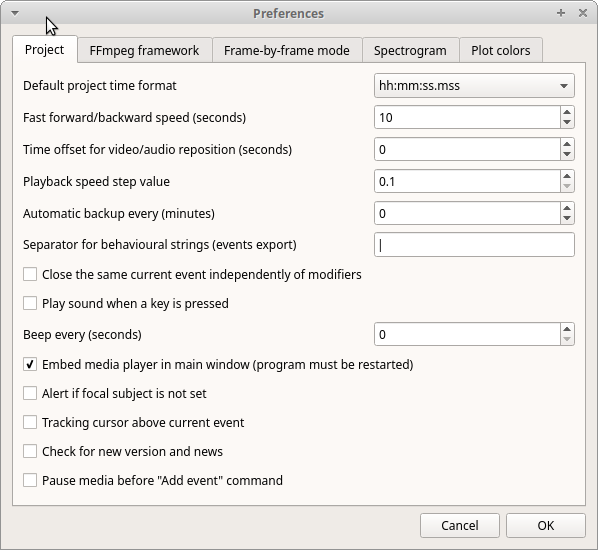 Preferences
Project FFmpeg framework Frame-by-frame mode Spectrogram Plot colors
Default project time format hh:mm:ss.mss
Fast forward/backward speed (seconds) 10
Time offset for video/audio reposition (seconds) 0
Playback speed step value 0.1
Automatic backup every (minutes) 0
Separator for behavioural strings (events export) |
Close the same current event independently of modifiers
Play sound when a key is pressed
Beep every (seconds) 0
Embed media player in main window (program must be restarted)
Alert if focal subject is not set
Tracking cursor above current event
Check for new version and news
Pause media before "Add event" command
Cancel OK